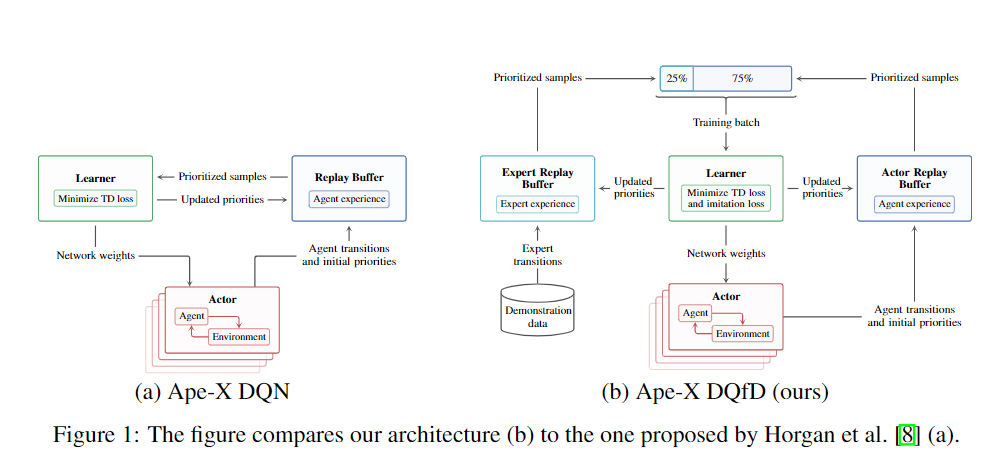 Learner
Minimize TD loss
Prioritized samples
Updated priorities
Replay Buffer
Agent experience
Network weights
Agent transitions
and initial priorities
Actor
Agent
Environment
(a) Ape-X DQN
Prioritized samples
25%
75%
Prioritized samples
Training batch
Expert Replay
Buffer
Expert experience
Updated
priorities
Learner
Minimize TD loss
and imitation loss
Updated
priorities
Actor Replay
Buffer
Agent experience
Expert
transitions
Network weights
Demonstration
data
Actor
Agent
Environment
Agent transitions
and initial priorities
(b) Ape-X DQfD (ours)
Figure 1: The figure compares our architecture (b) to the one proposed by Horgan et al. [8] (a).